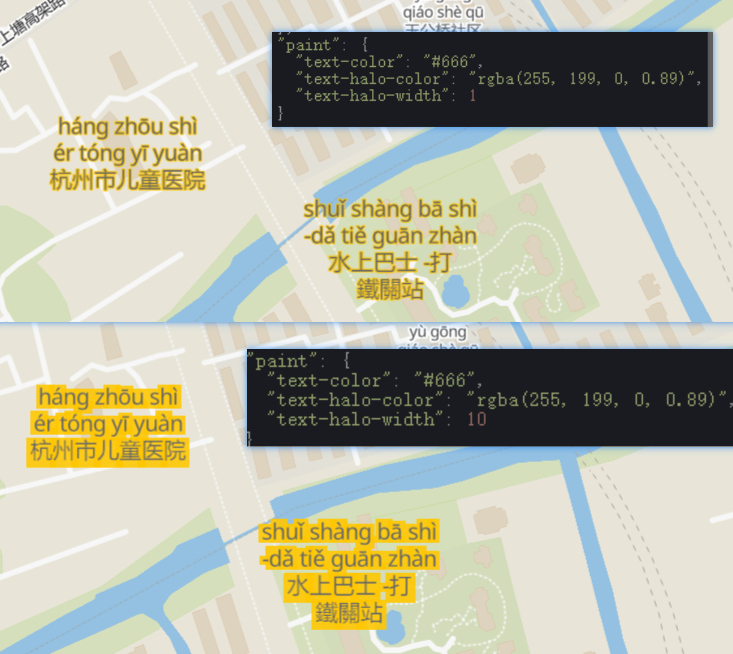 上塘高架路
路
qiáo shè qū
"paint": {
"text-color": "#666",
"text-halo-color": "rgba(255, 199, 0, 0.89)",
"text-halo-width": 1
}
háng zhōu shì
ér tóng yī yuàn
杭州市儿童医院
shuǐ shàng bā shì
-dǎ tiě guān zhàn
水上巴士 -打
鐵關站
yù gōng
"paint": {
"text-color": "#666",
"text-halo-color": "rgba(255, 199, 0, 0.89)",
"text-halo-width": 10
}
háng zhōu shì
ér tóng yī yuàn
杭州市儿童医院
shuǐ shàng bā shì
-dǎ tiě guān zhàn
水上巴士 -打
鐵關站